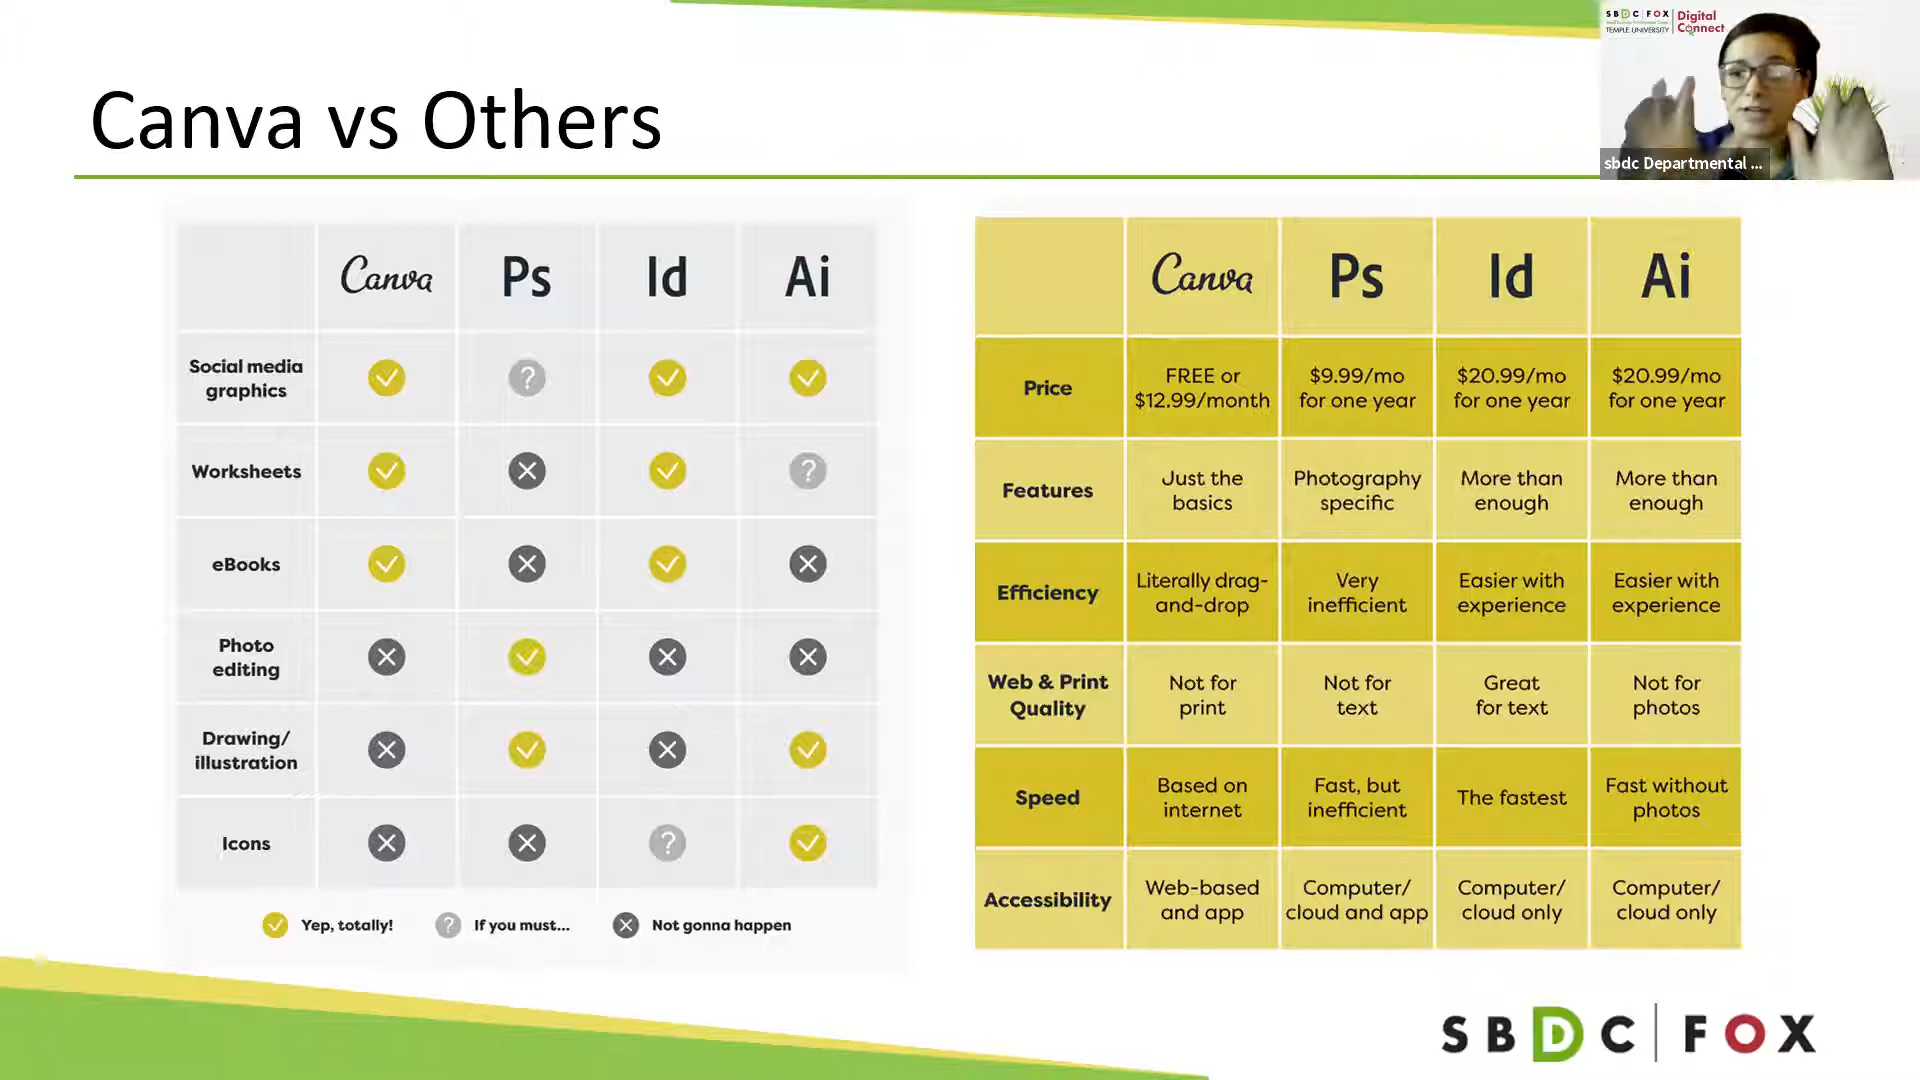 SBDC | FOX
TEMPLE UNIVERSITY
Digital
Connect
sbdc Departmental ...
Canva vs Others
Canva Ps Id Ai
Social media
graphics
Worksheets
eBooks
Photo
editing
Drawing/
illustration
Icons
Yep, totally! If you must... Not gonna happen
Canva Ps Id Ai
Price
FREE or
$12.99/month
$9.99/mo
for one year
$20.99/mo
for one year
$20.99/mo
for one year
Features
Just the
basics
Photography
specific
More than
enough
More than
enough
Efficiency
Literally drag-
and-drop
Very
inefficient
Easier with
experience
Easier with
experience
Web & Print
Quality
Not for
print
Not for
text
Great
for text
Not for
photos
Speed
Based on
internet
Fast, but
inefficient
The fastest
Fast without
photos
Accessibility
Web-based
and app
Computer/
cloud and app
Computer/
cloud only
Computer/
cloud only
SBDC | FOX